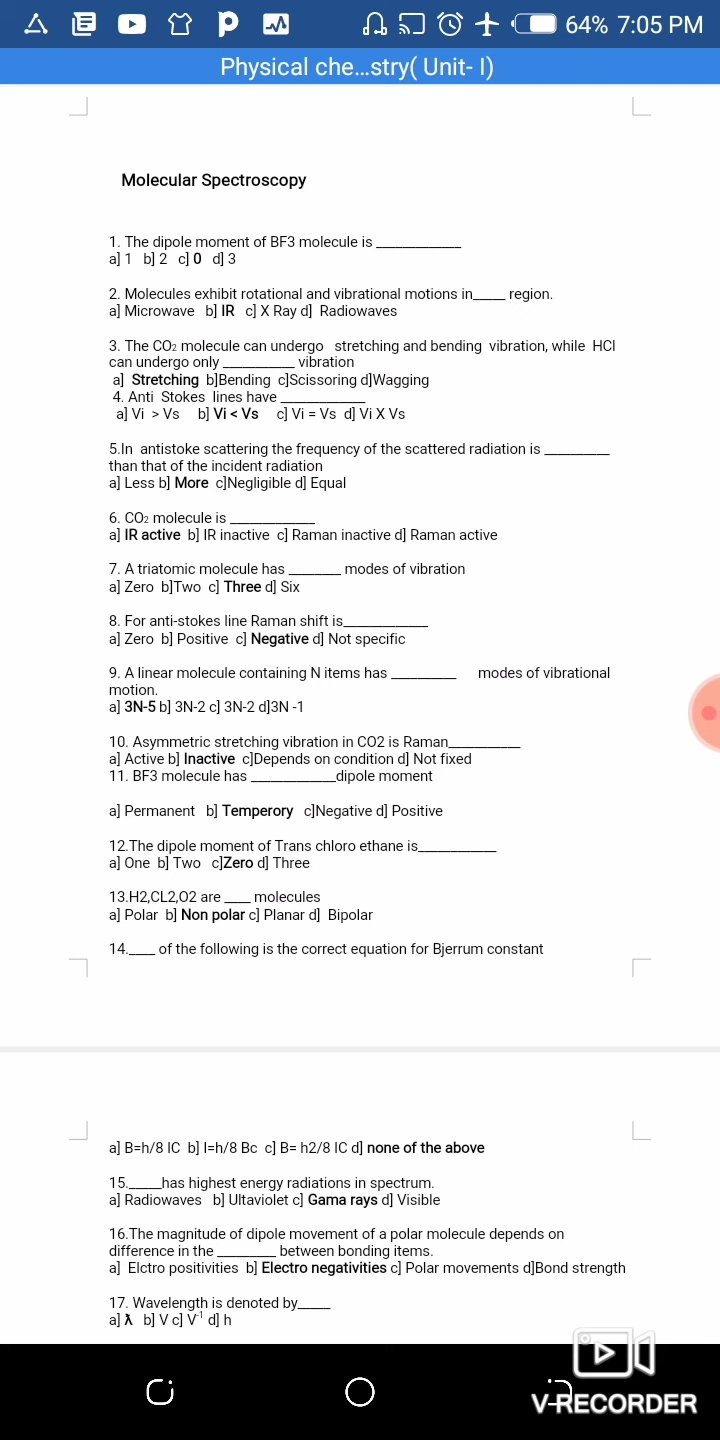 64% 7:05 PM
Physical che...stry( Unit- I)
Molecular Spectroscopy
1. The dipole moment of BF3 molecule is _____________
a] 1 b] 2 c] 0 d] 3
2. Molecules exhibit rotational and vibrational motions in_____ region.
a] Microwave b] IR c] X Ray d] Radiowaves
3. The CO2 molecule can undergo stretching and bending vibration, while HCl
can undergo only ___________ vibration
a] Stretching b]Bending c]Scissoring d]Wagging
4. Anti Stokes lines have _____________
a] Vi > Vs b] Vi < Vs c] Vi = Vs d] Vi X Vs
5.In antistoke scattering the frequency of the scattered radiation is __________
than that of the incident radiation
a] Less b] More c]Negligible d] Equal
6. CO2 molecule is _____________
a] IR active b] IR inactive c] Raman inactive d] Raman active
7. A triatomic molecule has ________ modes of vibration
a] Zero b]Two c] Three d] Six
8. For anti-stokes line Raman shift is_____________
a] Zero b] Positive c] Negative d] Not specific
9. A linear molecule containing N items has __________ modes of vibrational
motion.
a] 3N-5 b] 3N-2 c] 3N-2 d]3N -1
10. Asymmetric stretching vibration in CO2 is Raman___________
a] Active b] Inactive c]Depends on condition d] Not fixed
11. BF3 molecule has _____________dipole moment
a] Permanent b] Temperory c]Negative d] Positive
12.The dipole moment of Trans chloro ethane is____________
a] One b] Two c]Zero d] Three
13.H2,CL2,02 are ____ molecules
a] Polar b] Non polar c] Planar d] Bipolar
14.____ of the following is the correct equation for Bjerrum constant
a] B=h/8 IC b] I=h/8 Bc c] B= h2/8 IC d] none of the above
15._____has highest energy radiations in spectrum.
a] Radiowaves b] Ultaviolet c] Gama rays d] Visible
16.The magnitude of dipole movement of a polar molecule depends on
difference in the _________ between bonding items.
a] Elctro positivities b] Electro negativities c] Polar movements d]Bond strength
17. Wavelength is denoted by_____
a] λ b] V c] V⁻¹ d] h
V-RECORDER